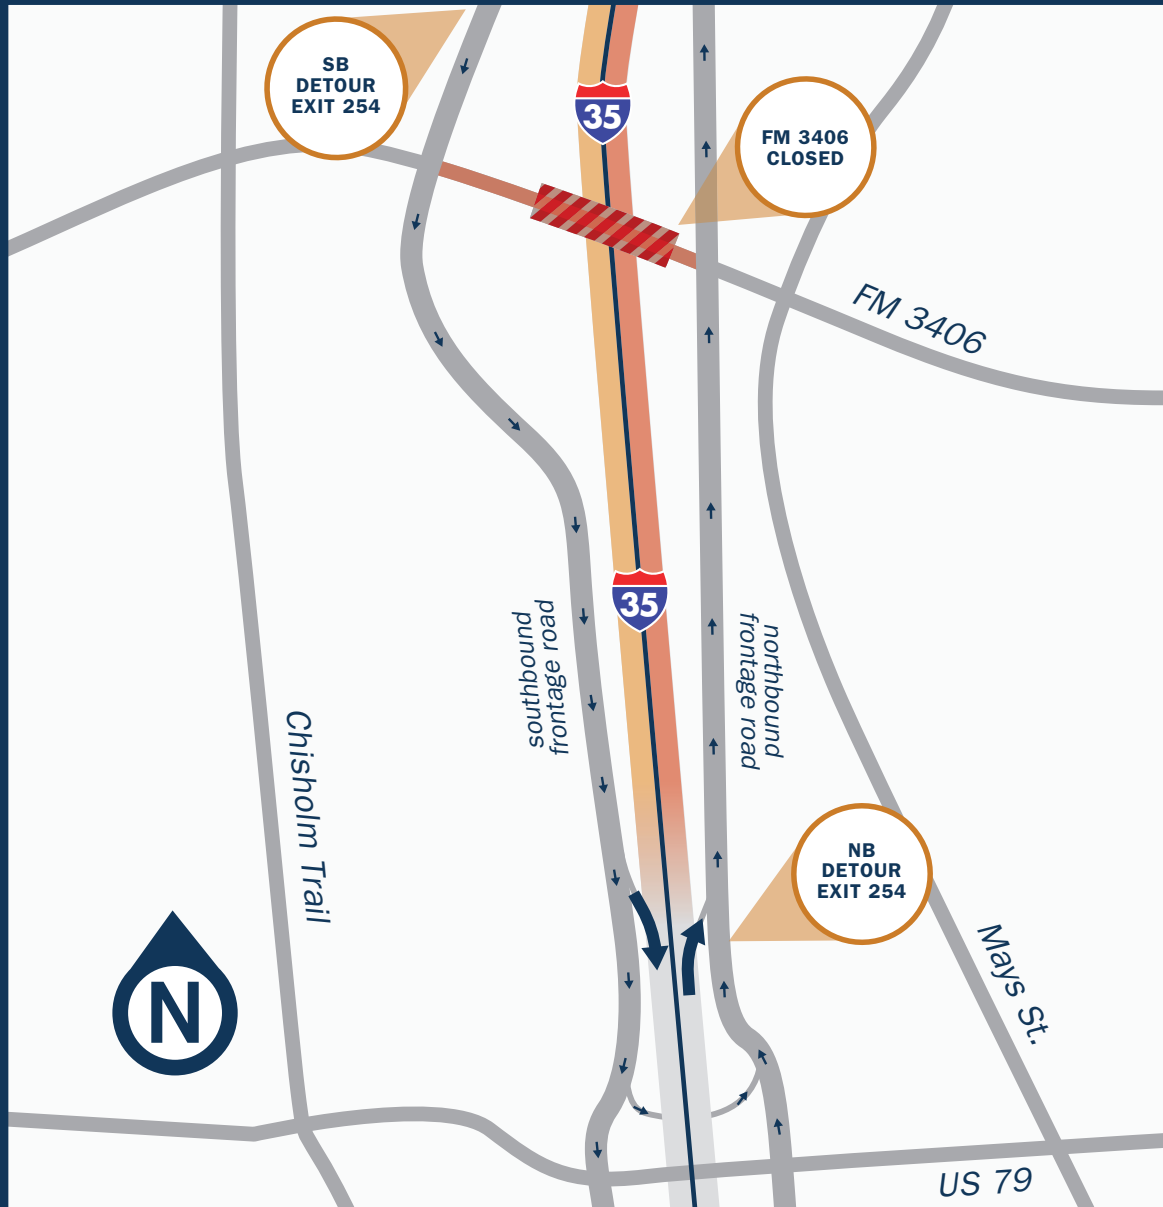 SB
DETOUR
EXIT 254
35
FM 3406
CLOSED
FM 3406
35
southbound
frontage road
northbound
frontage road
Chisholm Trail
NB
DETOUR
EXIT 254
Mays St.
N
US 79